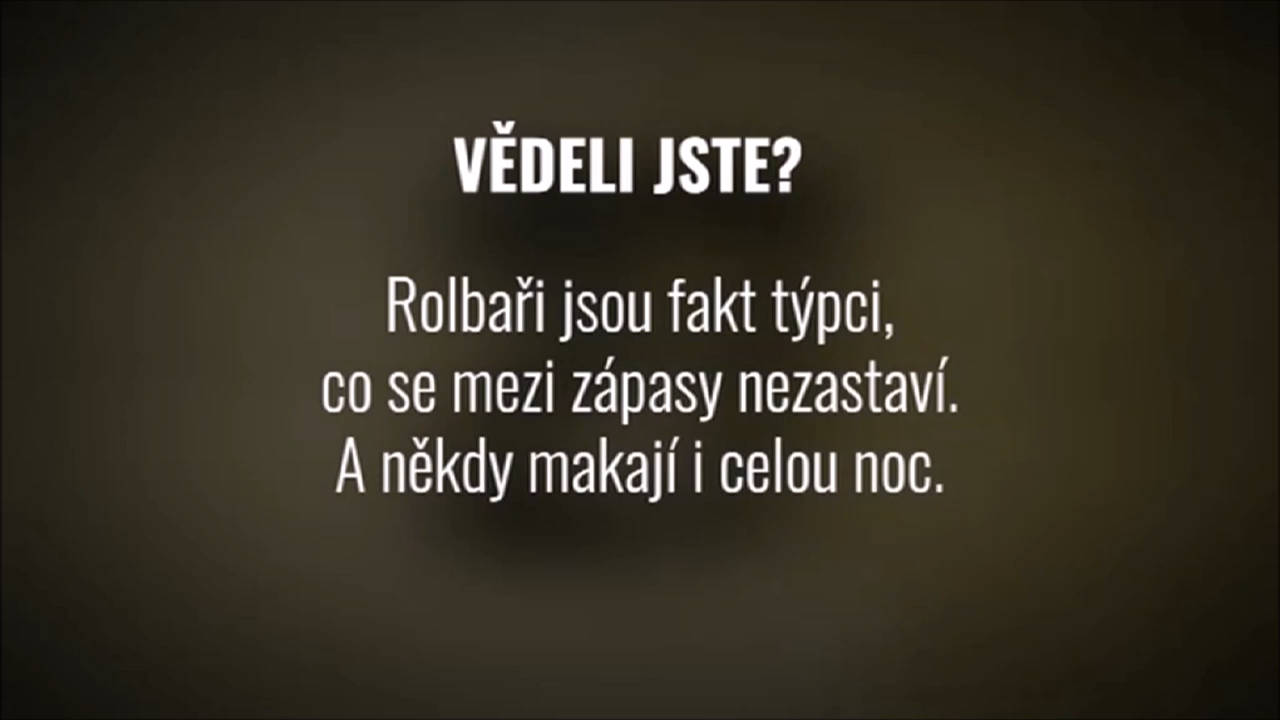 VĚDELI JSTE?
Rolbaři jsou fakt týpci,
co se mezi zápasy nezastaví.
A někdy makají i celou noc.